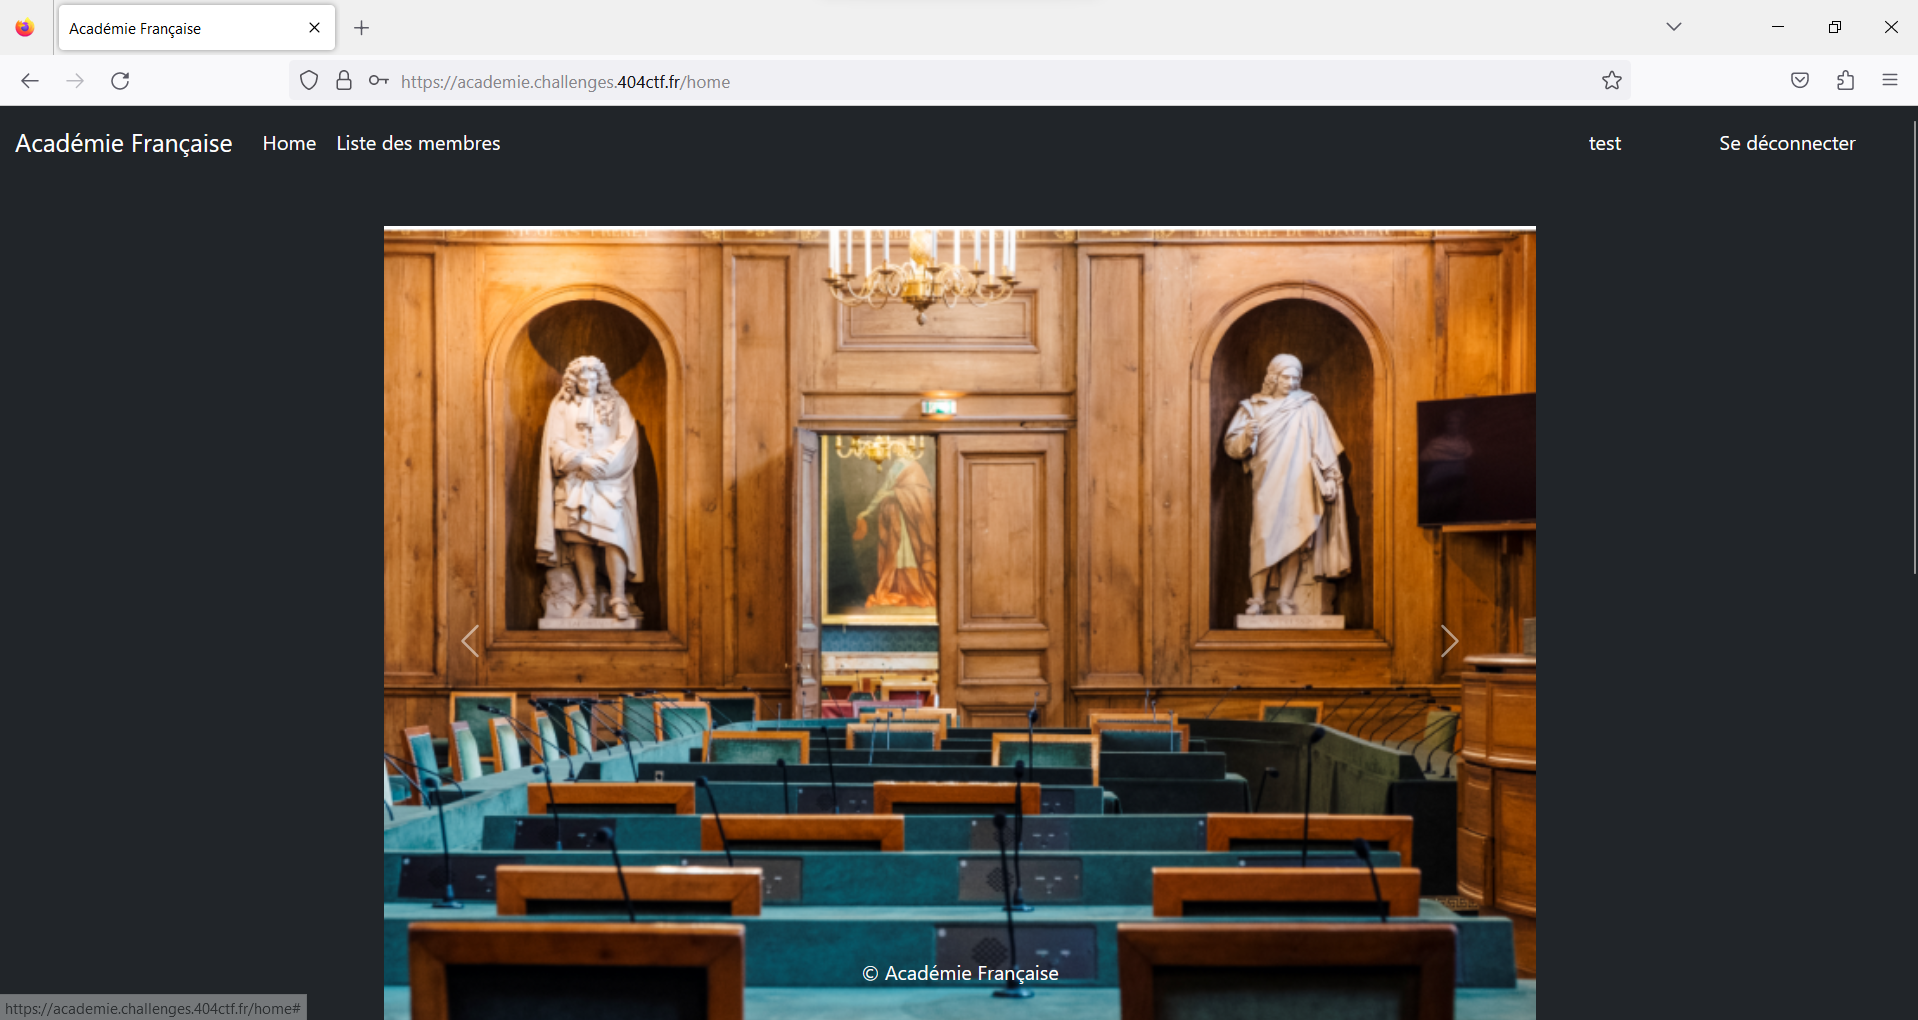 Académie Française
https://academie.challenges.404ctf.fr/home
Académie Française Home Liste des membres test Se déconnecter
© Académie Française
https://academie.challenges.404ctf.fr/home#